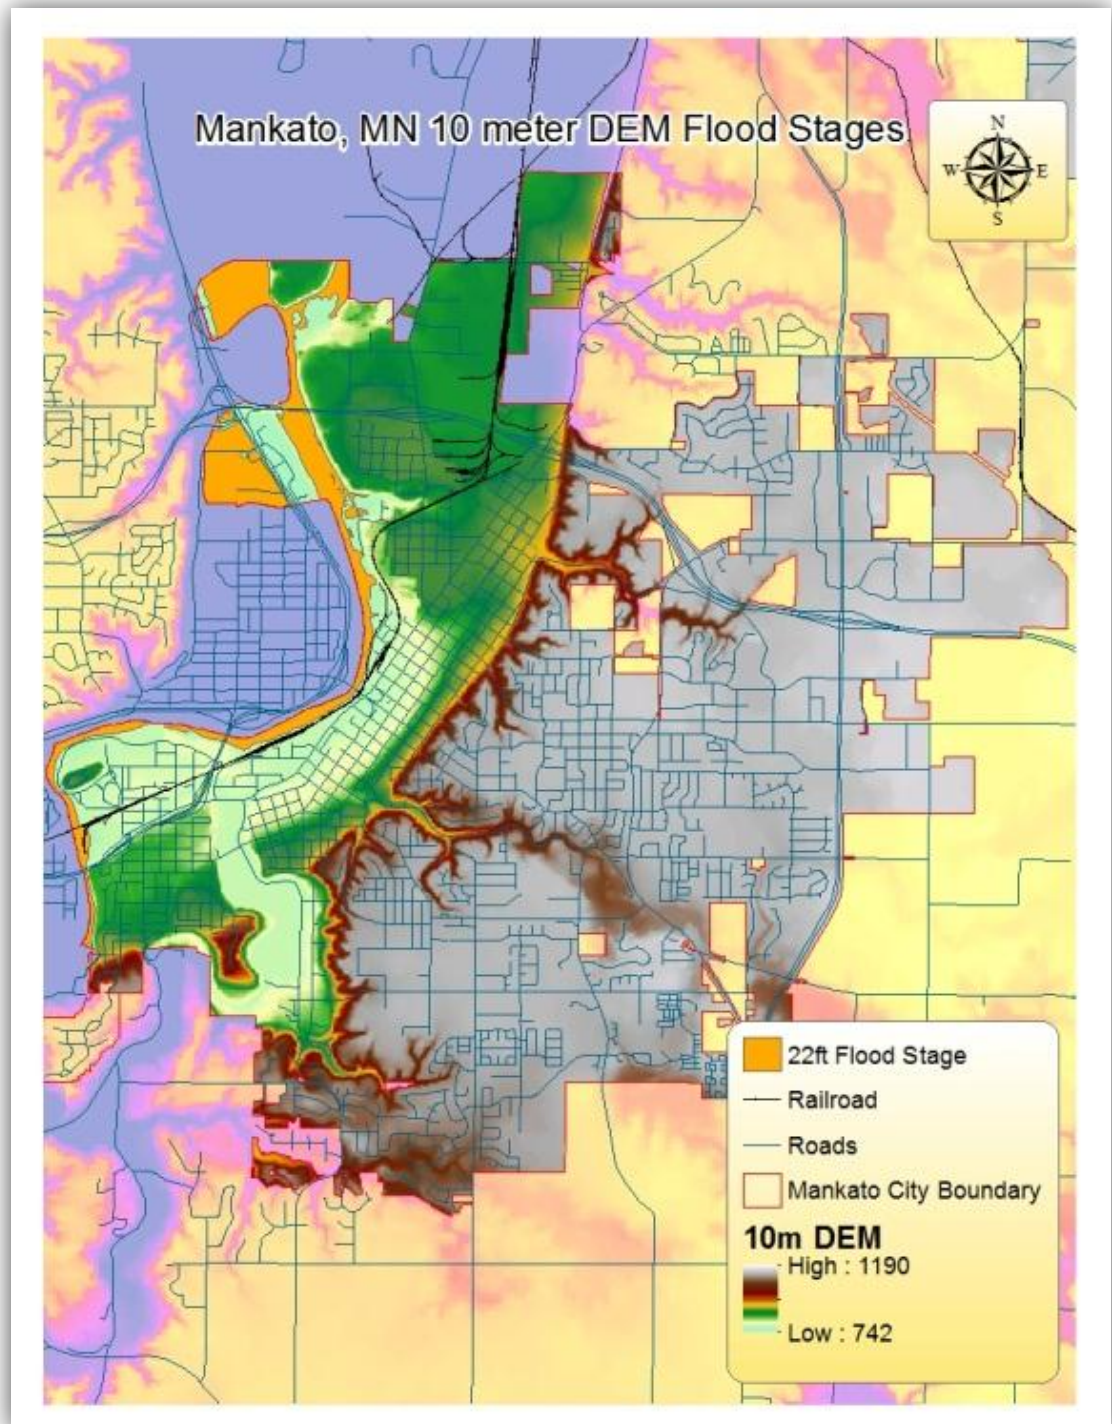 Mankato, MN 10 meter DEM Flood Stages
N
W E
S
22ft Flood Stage
Railroad
Roads
Mankato City Boundary
10m DEM
High : 1190
Low : 742